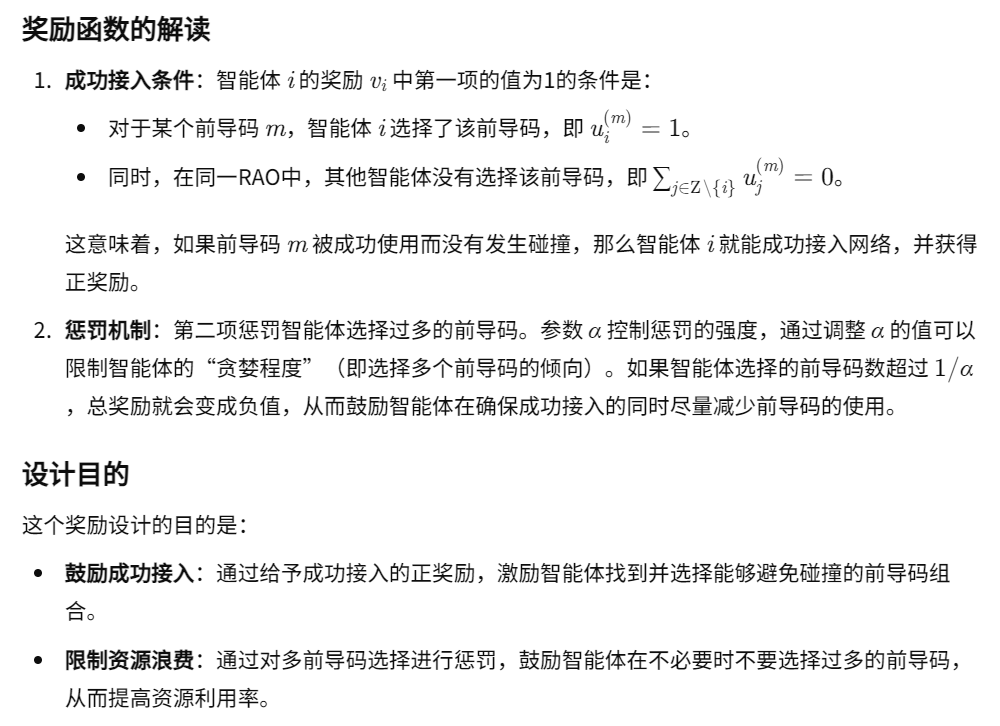 奖励函数的解读
1. 成功接入条件：智能体 i 的奖励 v_i 中第一项的值为1的条件是：
• 对于某个前导码 m，智能体 i 选择了该前导码，即 u_i^{(m)} = 1。
• 同时，在同一RAO中，其他智能体没有选择该前导码，即 ∑_{j∈Z\{i}} u_j^{(m)} = 0。
这意味着，如果前导码 m 被成功使用而没有发生碰撞，那么智能体 i 就能成功接入网络，并获得
正奖励。
2. 惩罚机制：第二项惩罚智能体选择过多的前导码。参数 α 控制惩罚的强度，通过调整 α 的值可以
限制智能体的“贪婪程度”（即选择多个前导码的倾向）。如果智能体选择的前导码数超过 1/α
，总奖励就会变成负值，从而鼓励智能体在确保成功接入的同时尽量减少前导码的使用。
设计目的
这个奖励设计的目的是：
• 鼓励成功接入：通过给予成功接入的正奖励，激励智能体找到并选择能够避免碰撞的前导码组
合。
• 限制资源浪费：通过对多前导码选择进行惩罚，鼓励智能体在不必要时不要选择过多的前导码，
从而提高资源利用率。